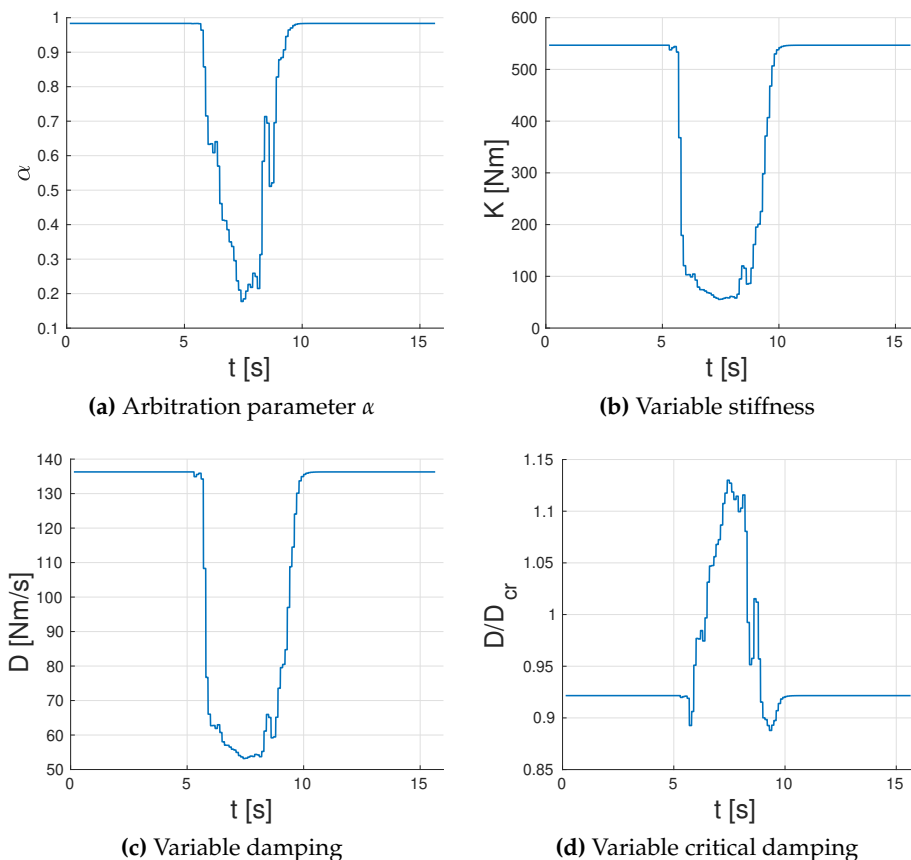 1
0.9
0.8
0.7
0.6
0.5
0.4
0.3
0.2
0.1
α
0 5 10 15
t [s]
(a) Arbitration parameter α
600
500
400
300
200
100
0
K [Nm]
0 5 10 15
t [s]
(b) Variable stiffness
140
130
120
110
100
90
80
70
60
50
D [Nm/s]
0 5 10 15
t [s]
(c) Variable damping
1.15
1.1
1.05
1
0.95
0.9
0.85
D/D_cr
0 5 10 15
t [s]
(d) Variable critical damping